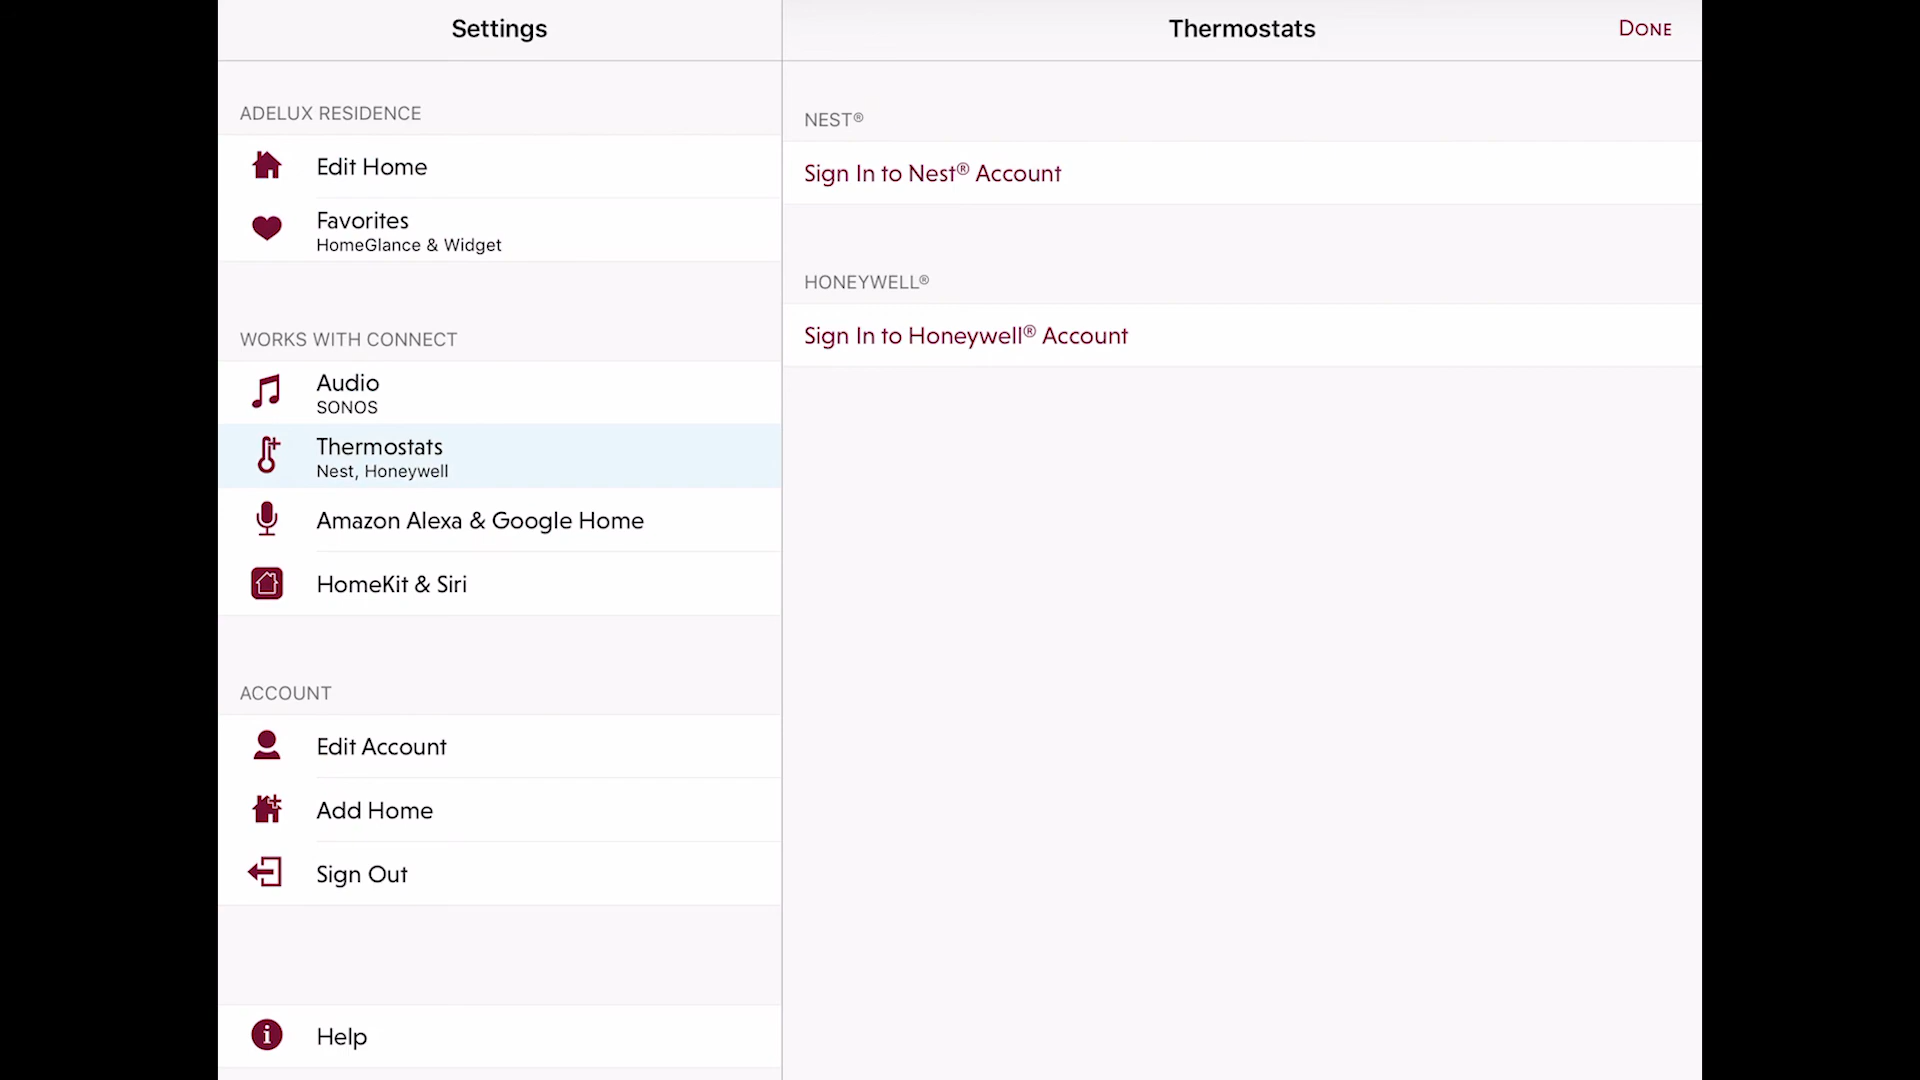 Settings
ADELUX RESIDENCE
Edit Home
Favorites
HomeGlance & Widget
WORKS WITH CONNECT
Audio
SONOS
Thermostats
Nest, Honeywell
Amazon Alexa & Google Home
HomeKit & Siri
ACCOUNT
Edit Account
Add Home
Sign Out
Help
Thermostats
DONE
NEST®
Sign In to Nest® Account
HONEYWELL®
Sign In to Honeywell® Account